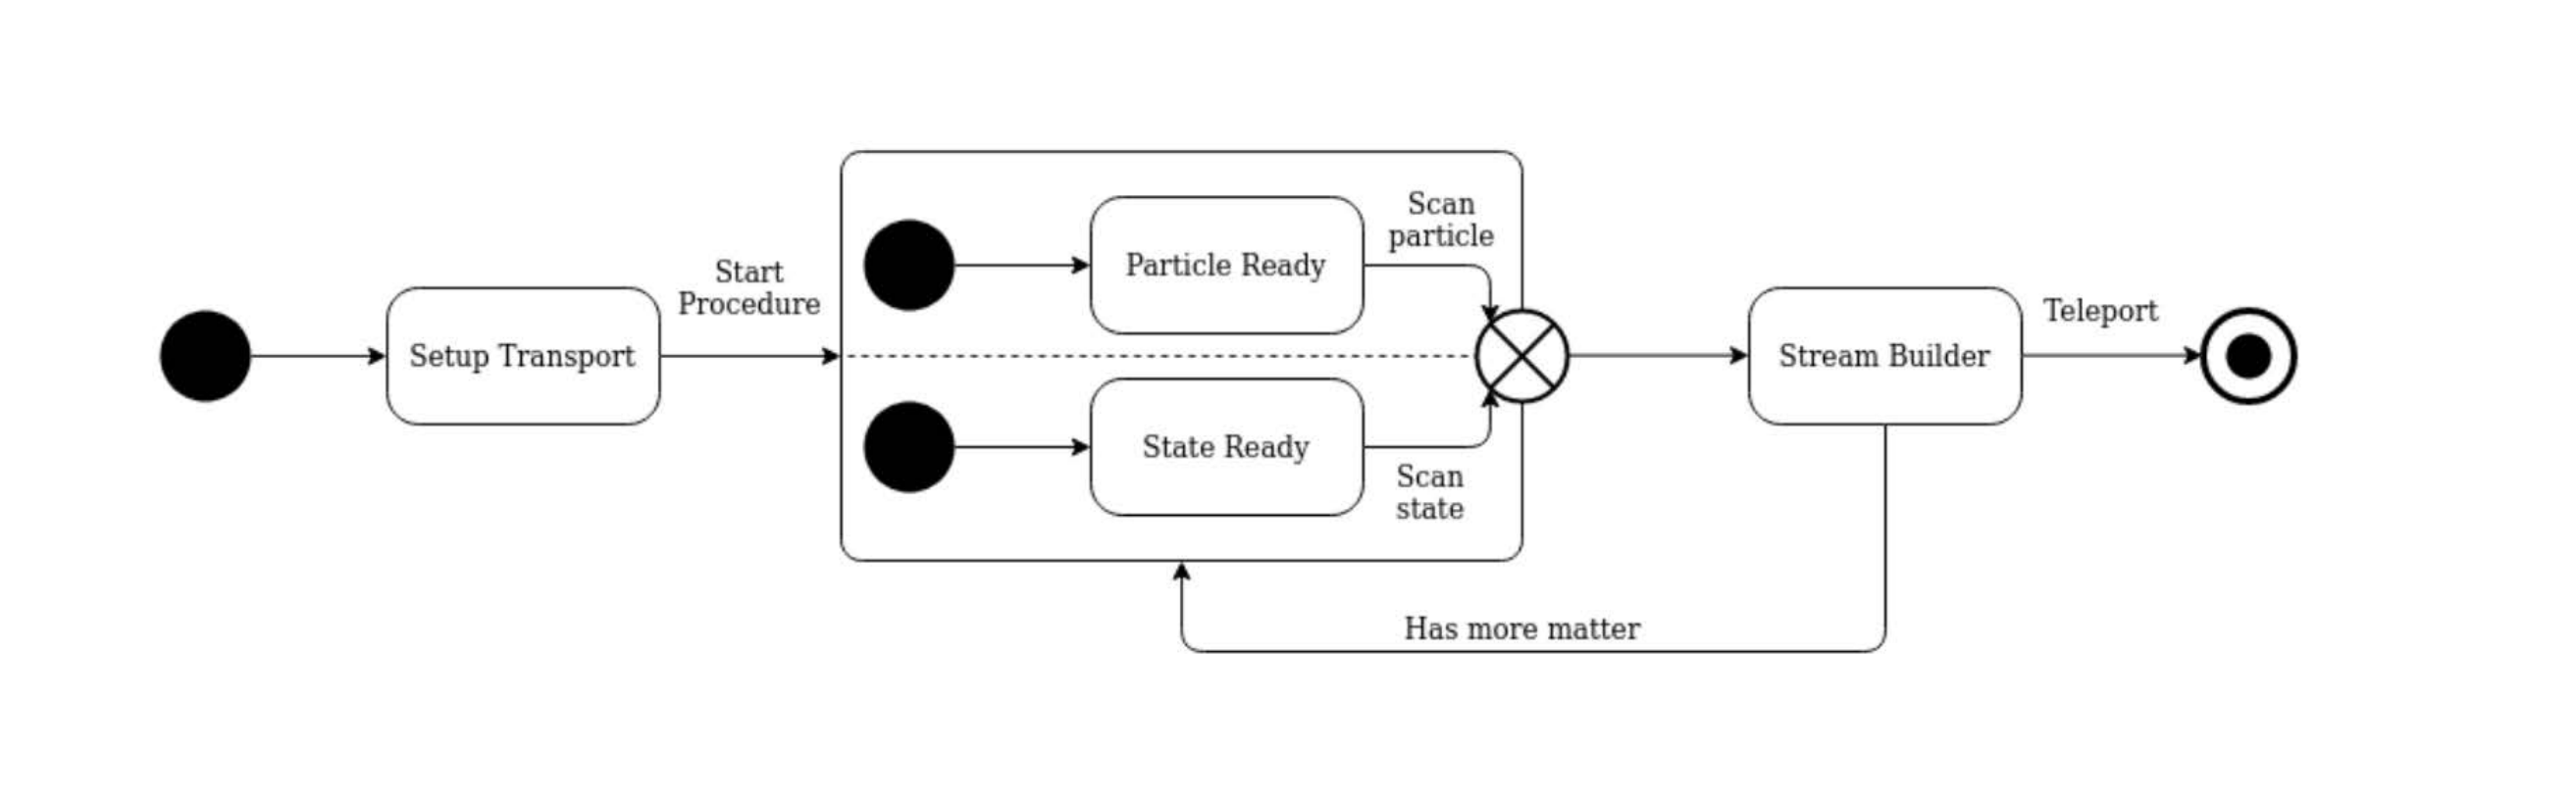 Setup Transport
Start
Procedure
Particle Ready
Scan
particle
State Ready
Scan
state
Stream Builder
Teleport
Has more matter